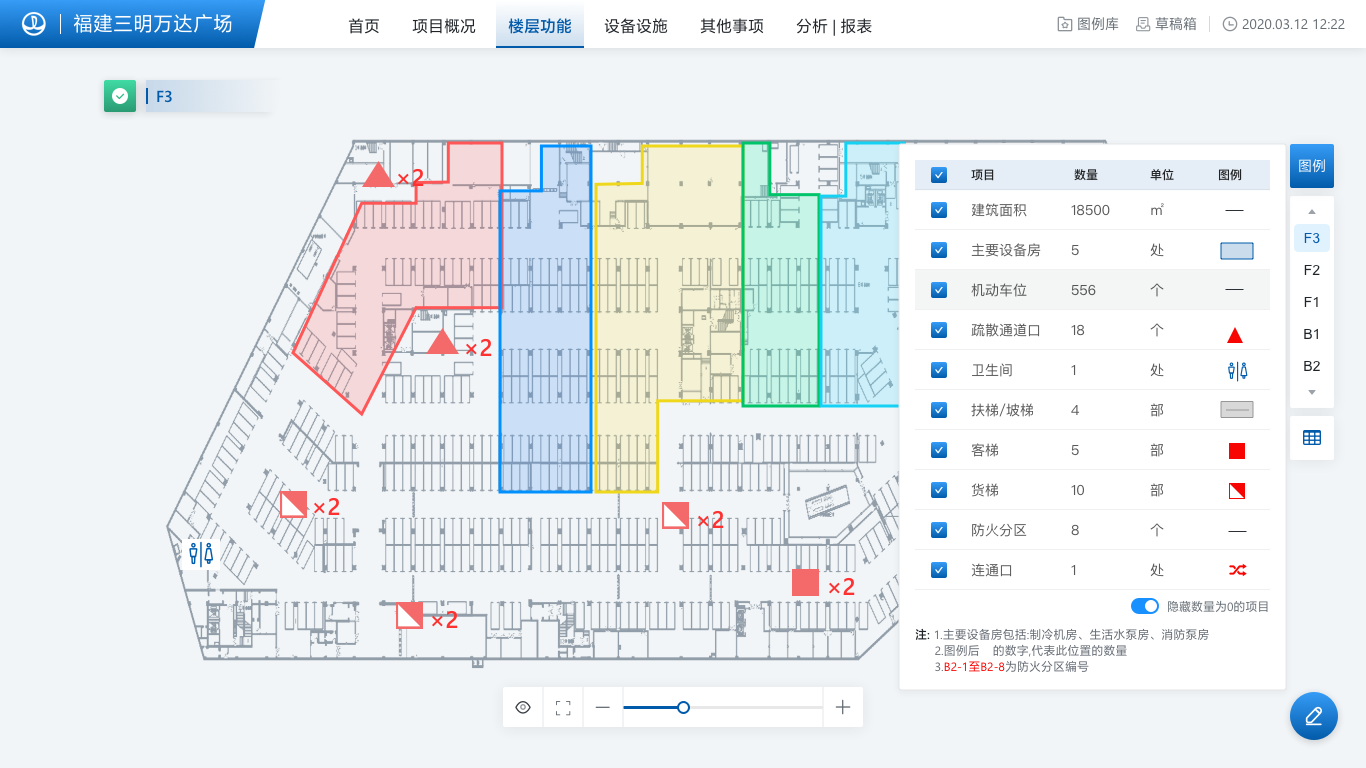 福建三明万达广场
首页 项目概况 楼层功能 设备设施 其他事项 分析 | 报表
图例库 草稿箱 2020.03.12 12:22
F3
×2
×2
×2
×2
×2
×2
项目 数量 单位 图例
建筑面积 18500 ㎡
主要设备房 5 处
机动车位 556 个
疏散通道口 18 个
卫生间 1 处
扶梯/坡梯 4 部
客梯 5 部
货梯 10 部
防火分区 8 个
连通口 1 处
隐藏数量为0的项目
注: 1.主要设备房包括:制冷机房、生活水泵房、消防泵房
2.图例后 的数字,代表此位置的数量
3.B2-1至B2-8为防火分区编号
图例
F3
F2
F1
B1
B2